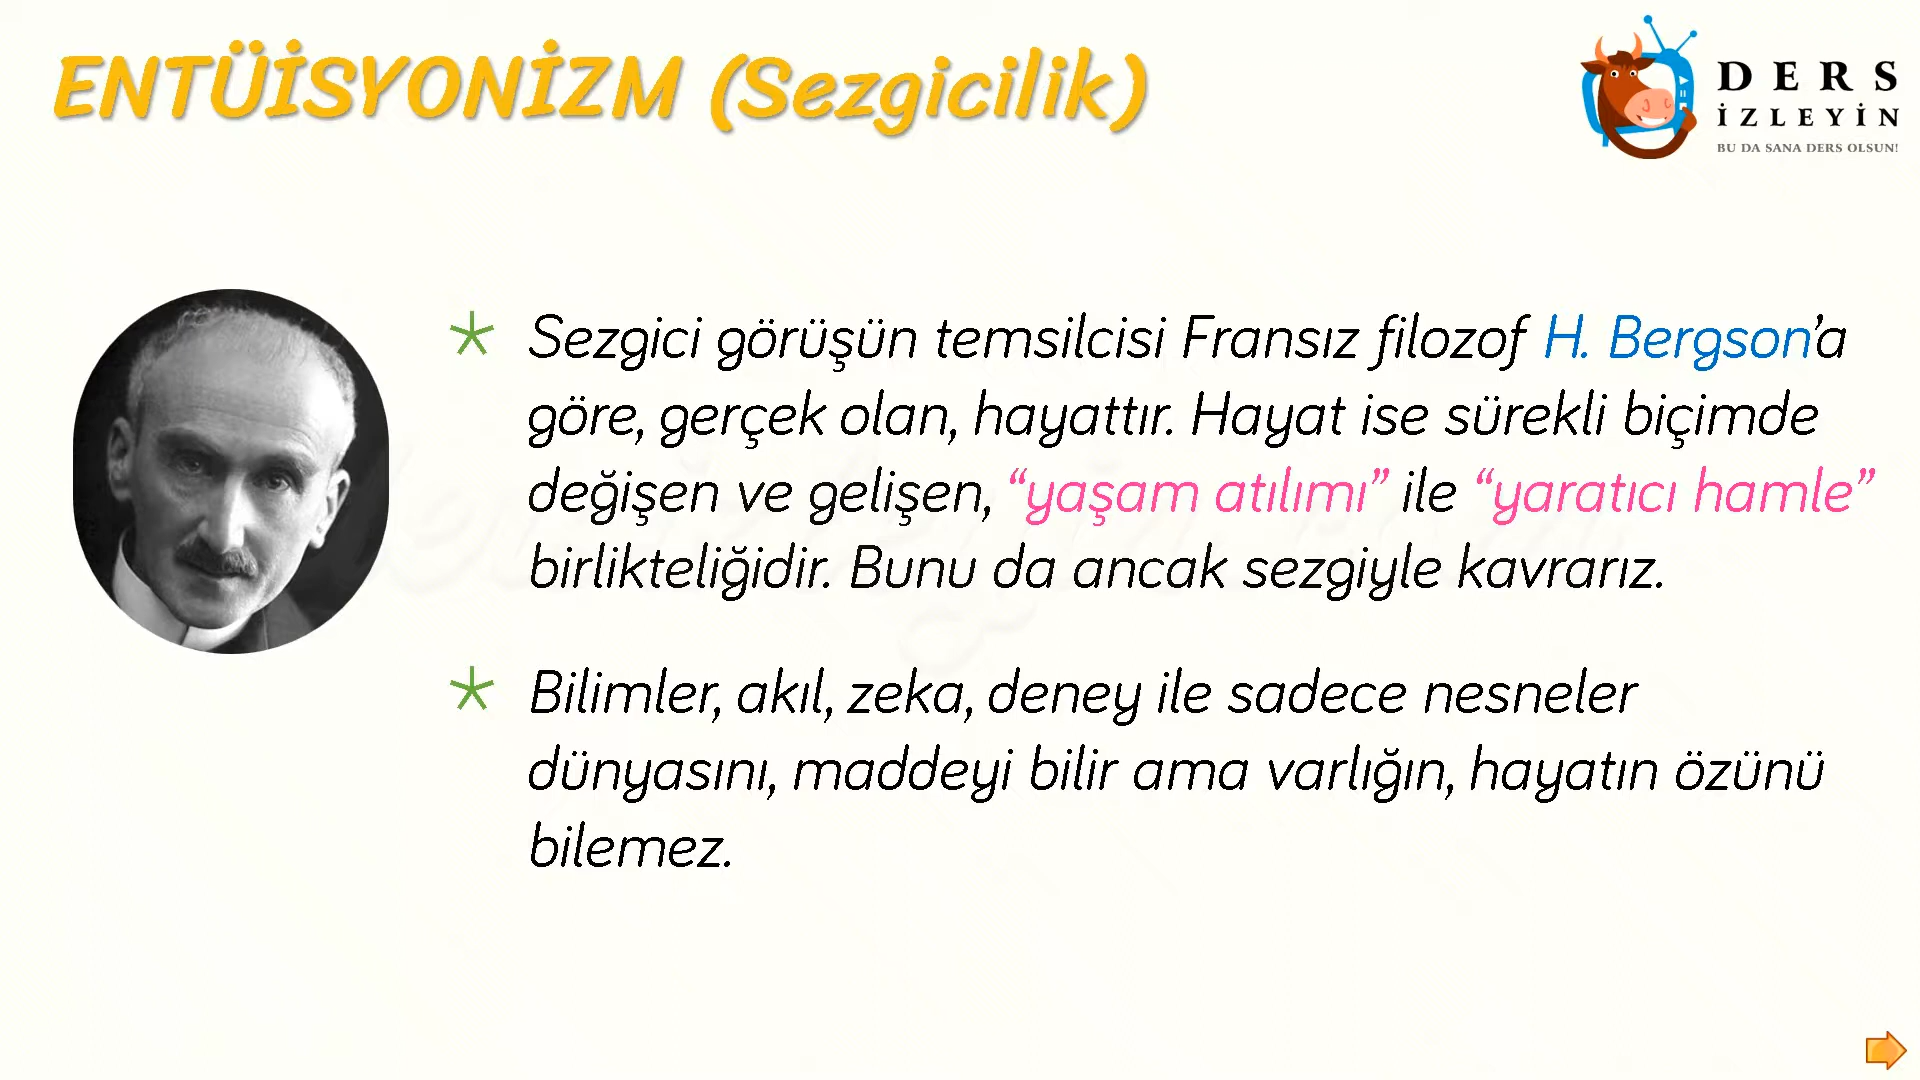 ENTÜİSYONİZM (Sezgicilik)
DERS
İZLEYİN
BU DA SANA DERS OLSUN!
* Sezgici görüşün temsilcisi Fransız filozof H. Bergson’a
göre, gerçek olan, hayattır. Hayat ise sürekli biçimde
değişen ve gelişen, “yaşam atılımı” ile “yaratıcı hamle”
birlikteliğidir. Bunu da ancak sezgiyle kavrarız.
* Bilimler, akıl, zeka, deney ile sadece nesneler
dünyasını, maddeyi bilir ama varlığın, hayatın özünü
bilemez.